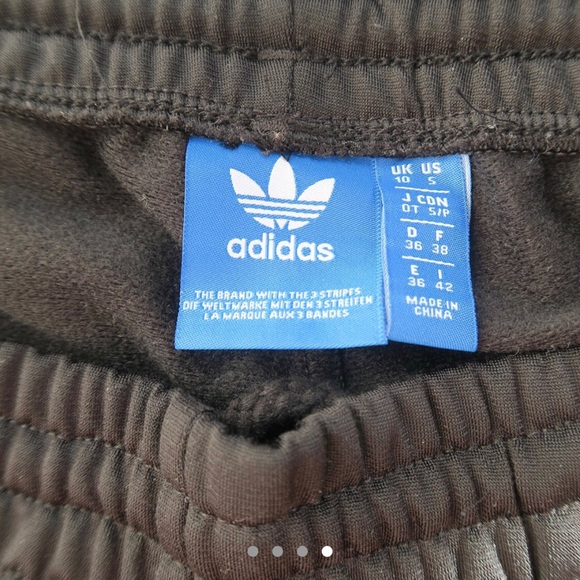 adidas
THE BRAND WITH THE 3 STRIPES
DIE WELTMARKE MIT DEN 3 STREIFEN
LA MARQUE AUX 3 BANDES
UK US
10 S
J CDN
OT S/P
D F
36 38
E I
36 42
MADE IN
CHINA